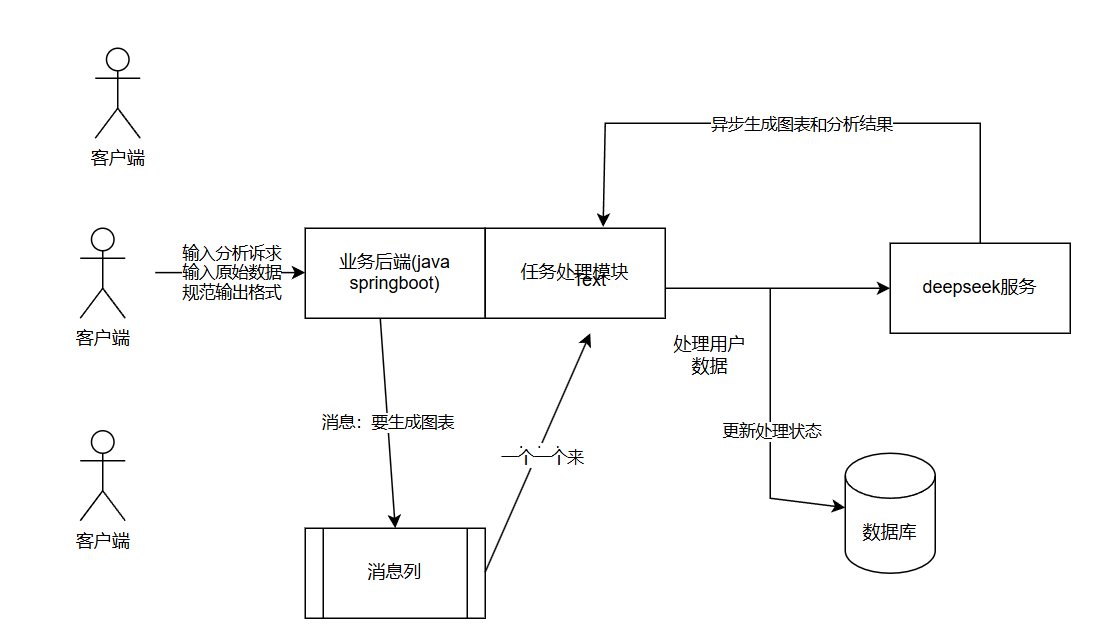 客户端
异步生成图表和分析结果
客户端
输入分析诉求
输入原始数据
规范输出格式
业务后端(java
springboot)
任务处理模块
Text
deepseek服务
处理用户
数据
消息：要生成图表
一个一个来
更新处理状态
客户端
消息列
数据库